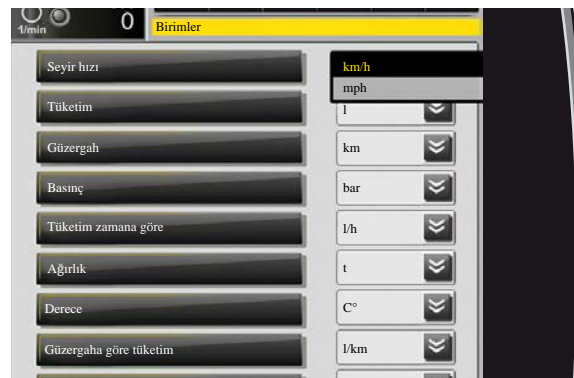 1/min
0
Birimler
Seyir hızı
km/h
mph
Tüketim
l
Güzergah
km
Basınç
bar
Tüketim zamana göre
l/h
Ağırlık
t
Derece
C°
Güzergaha göre tüketim
l/km